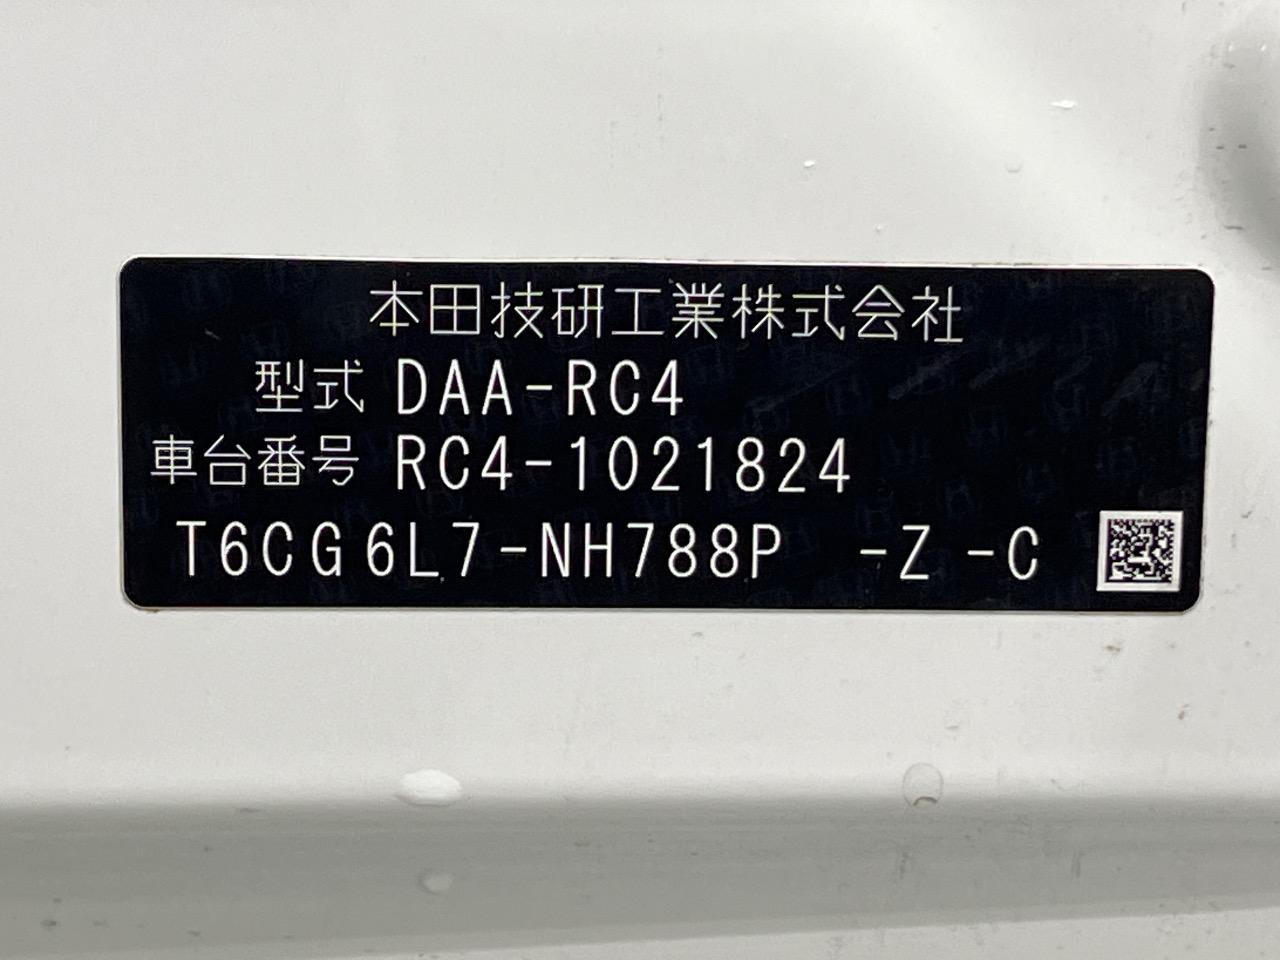 本田技研工業株式会社
型式 DAA-RC4
車台番号 RC4-1021824
T6CG6L7-NH788P -Z -C